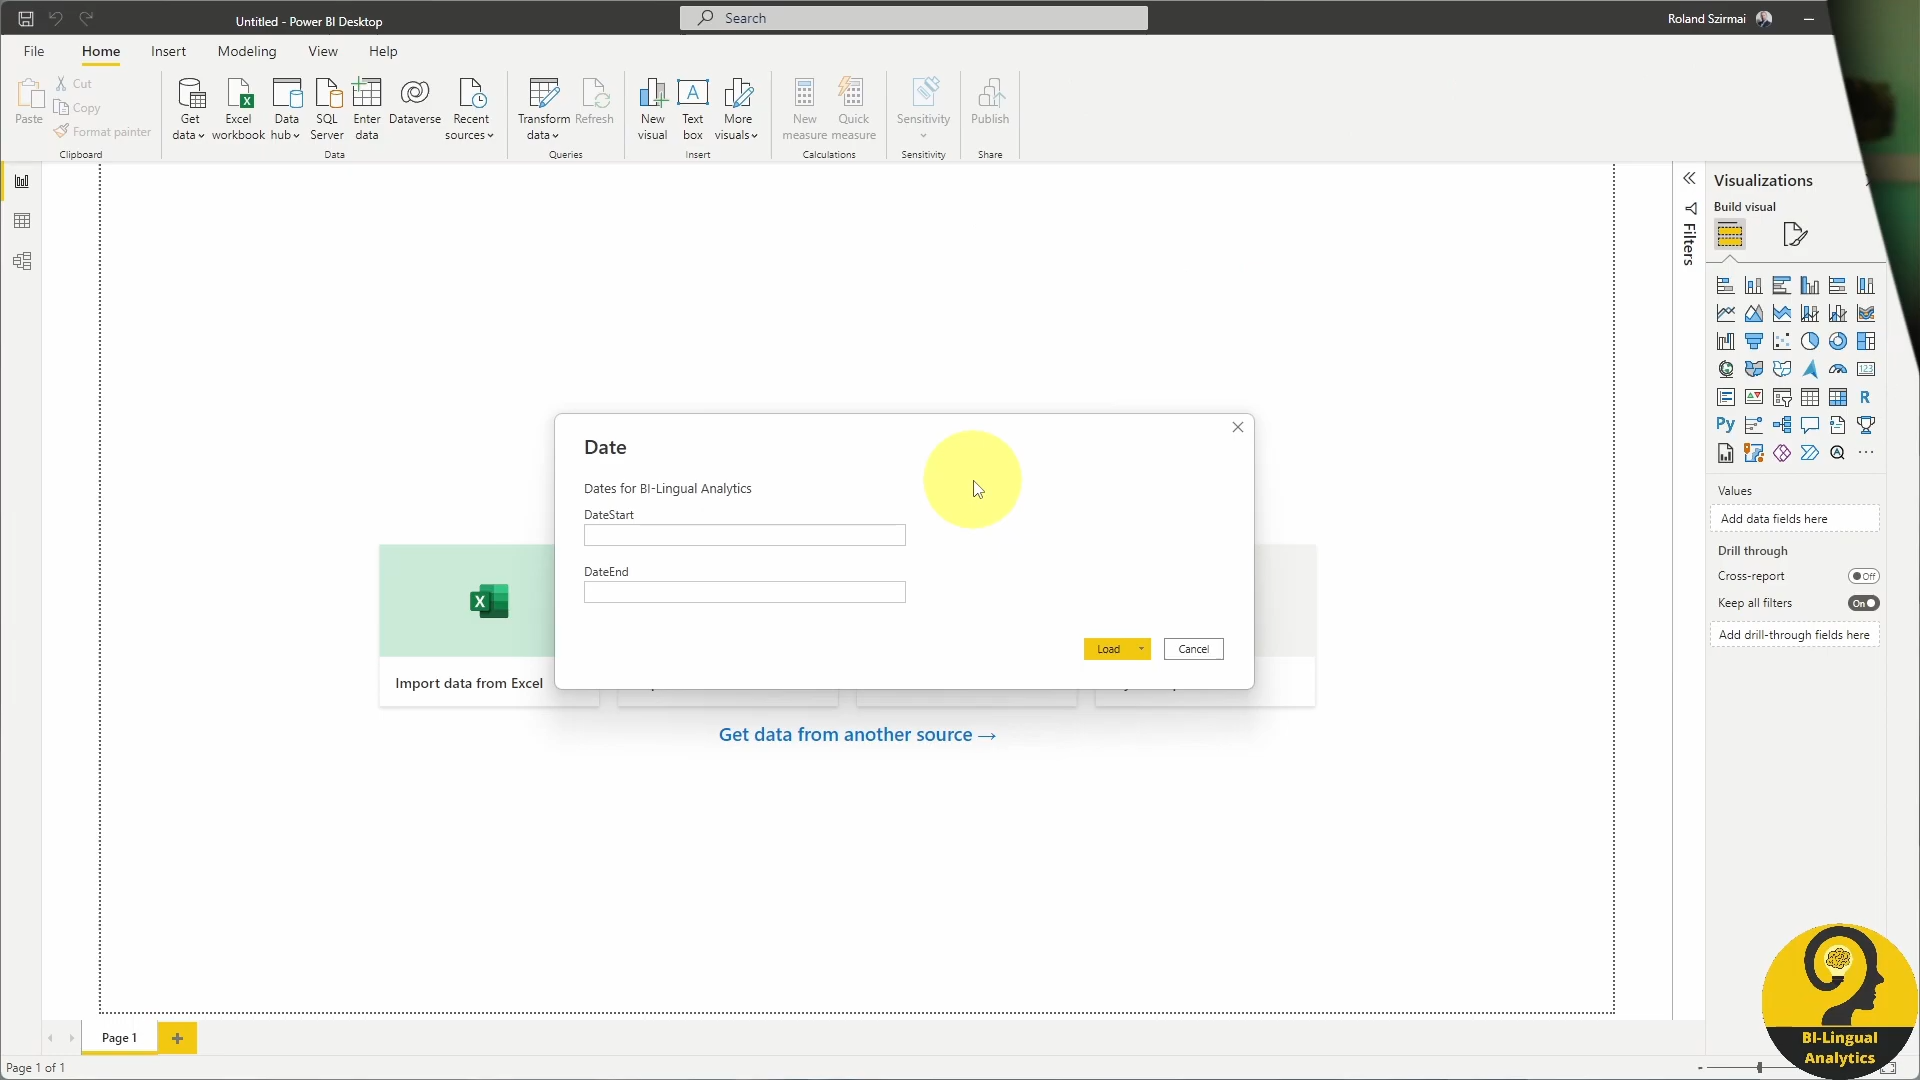 Untitled - Power BI Desktop
Search
Roland Szirmai
File
Home
Insert
Modeling
View
Help
Paste
Cut
Copy
Format painter
Clipboard
Get data
Excel workbook
Data hub
SQL Server
Enter data
Dataverse
Recent sources
Data
Transform data
Refresh
Queries
New visual
Text box
More visuals
Insert
New measure
Quick measure
Calculations
Sensitivity
Sensitivity
Publish
Share
Date
Dates for BI-Lingual Analytics
DateStart
DateEnd
Load
Cancel
Import data from Excel
Get data from another source →
Filters
Visualizations
Build visual
123
R
Py
Values
Add data fields here
Drill through
Cross-report
Off
Keep all filters
On
Add drill-through fields here
BI-Lingual
Analytics
Page 1
Page 1 of 1